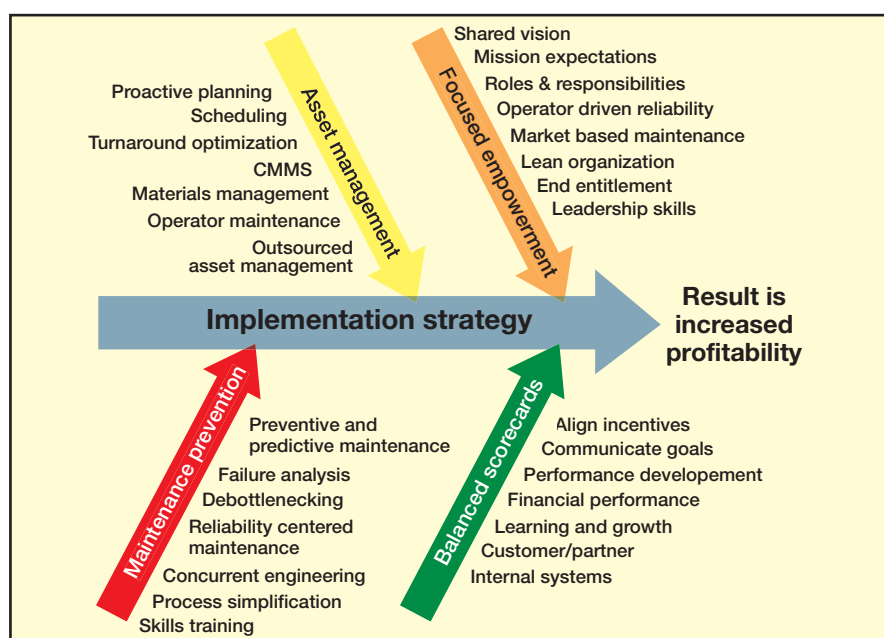 Asset management
Proactive planning
Scheduling
Turnaround optimization
CMMS
Materials management
Operator maintenance
Outsourced
asset management
Focused empowerment
Shared vision
Mission expectations
Roles & responsibilities
Operator driven reliability
Market based maintenance
Lean organization
End entitlement
Leadership skills
Implementation strategy
Result is
increased
profitability
Maintenance prevention
Preventive and
predictive maintenance
Failure analysis
Debottlenecking
Reliability centered
maintenance
Concurrent engineering
Process simplification
Skills training
Balanced scorecards
Align incentives
Communicate goals
Performance developement
Financial performance
Learning and growth
Customer/partner
Internal systems